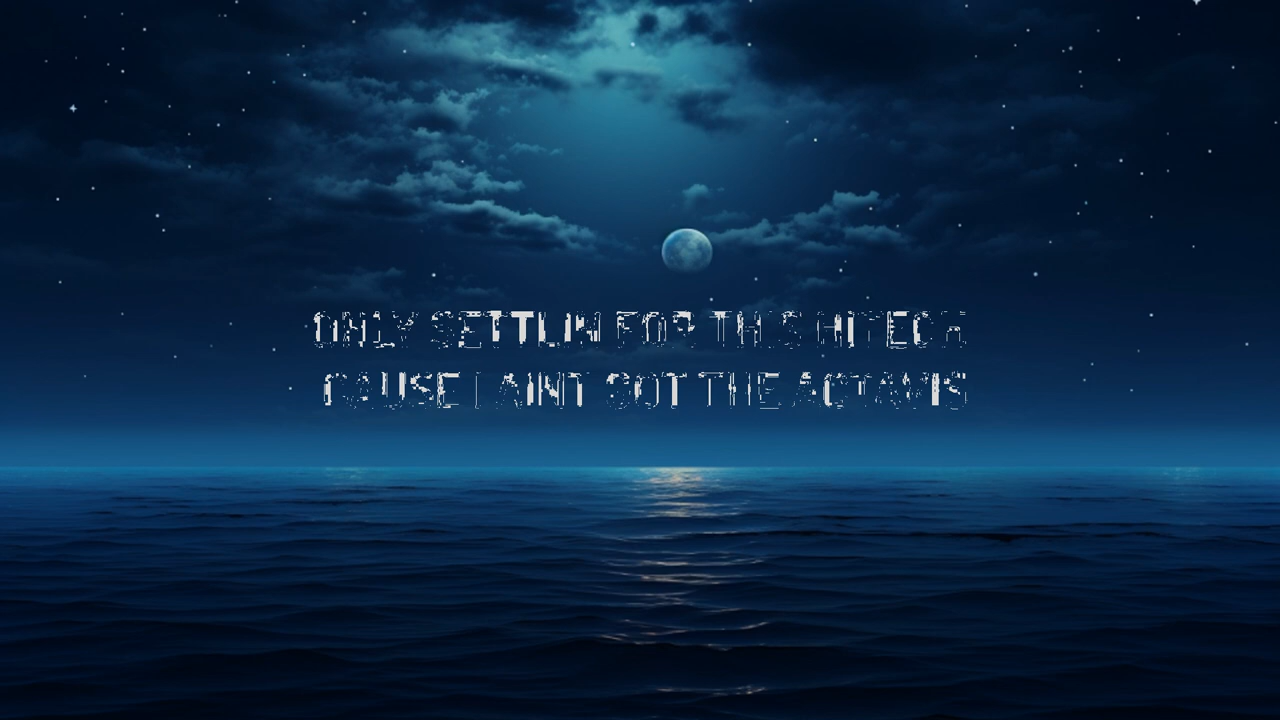 ONLY SETTLIN FOR THIS HITECH
CAUSE I AINT GOT THE ACTAVIS